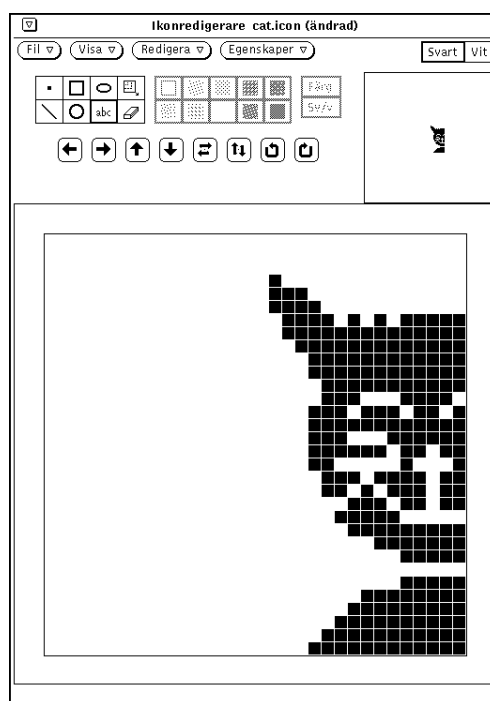 Ikonredigerare cat.icon (ändrad)
Fil Visa Redigera Egenskaper Svart Vit
abc Färg
Sv/v